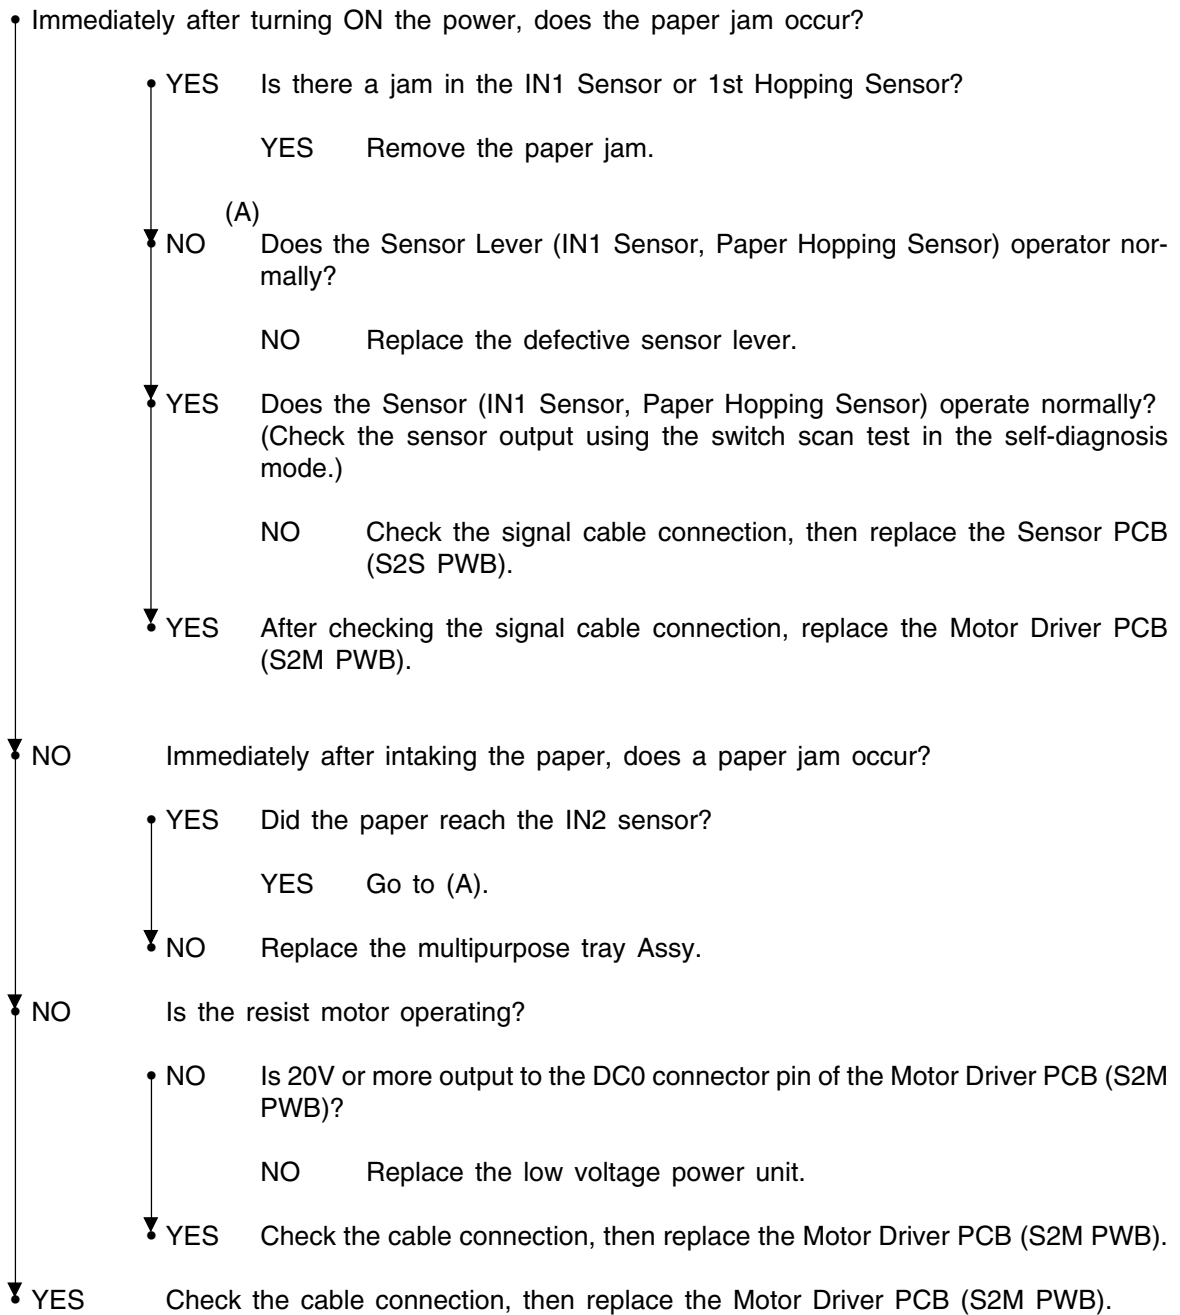 Immediately after turning ON the power, does the paper jam occur?
YES Is there a jam in the IN1 Sensor or 1st Hopping Sensor?
YES Remove the paper jam.
(A)
NO Does the Sensor Lever (IN1 Sensor, Paper Hopping Sensor) operator nor-
mally?
NO Replace the defective sensor lever.
YES Does the Sensor (IN1 Sensor, Paper Hopping Sensor) operate normally?
(Check the sensor output using the switch scan test in the self-diagnosis
mode.)
NO Check the signal cable connection, then replace the Sensor PCB
(S2S PWB).
YES After checking the signal cable connection, replace the Motor Driver PCB
(S2M PWB).
NO Immediately after intaking the paper, does a paper jam occur?
YES Did the paper reach the IN2 sensor?
YES Go to (A).
NO Replace the multipurpose tray Assy.
NO Is the resist motor operating?
NO Is 20V or more output to the DC0 connector pin of the Motor Driver PCB (S2M
PWB)?
NO Replace the low voltage power unit.
YES Check the cable connection, then replace the Motor Driver PCB (S2M PWB).
YES Check the cable connection, then replace the Motor Driver PCB (S2M PWB).